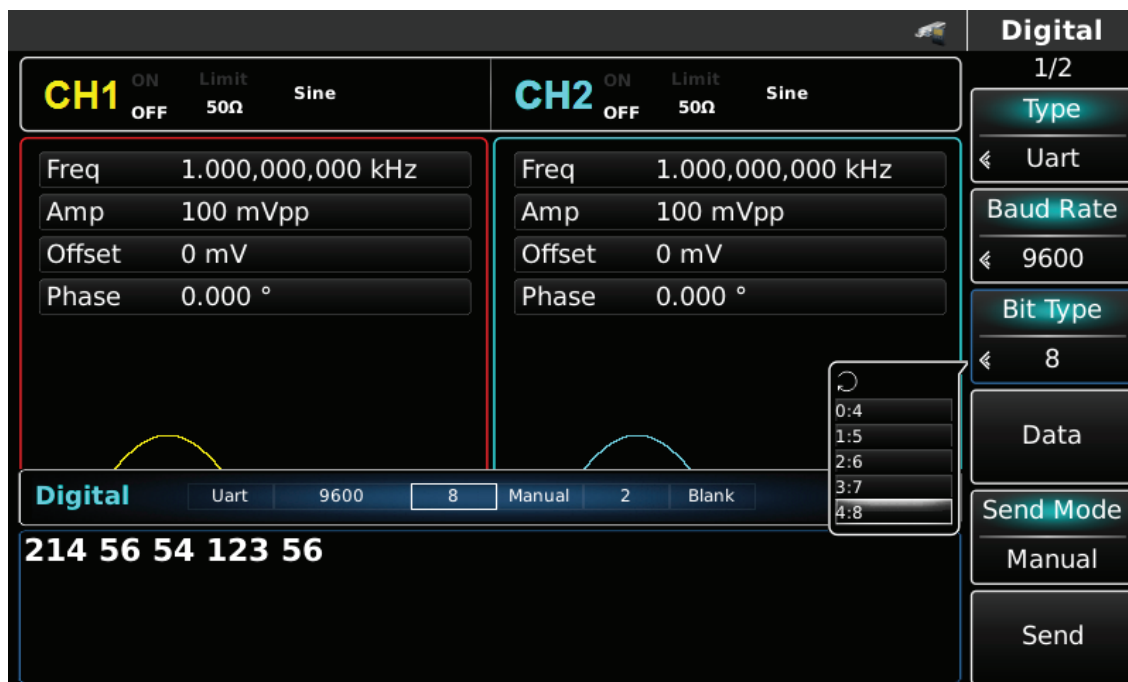 Digital
1/2
CH1 ON OFF Limit 50Ω Sine
CH2 ON OFF Limit 50Ω Sine
Freq 1.000,000,000 kHz
Amp 100 mVpp
Offset 0 mV
Phase 0.000 °
Freq 1.000,000,000 kHz
Amp 100 mVpp
Offset 0 mV
Phase 0.000 °
Type
Uart
Baud Rate
9600
Bit Type
8
0:4
1:5
2:6
3:7
4:8
Data
Send Mode
Manual
Send
Digital Uart 9600 8 Manual 2 Blank
214 56 54 123 56